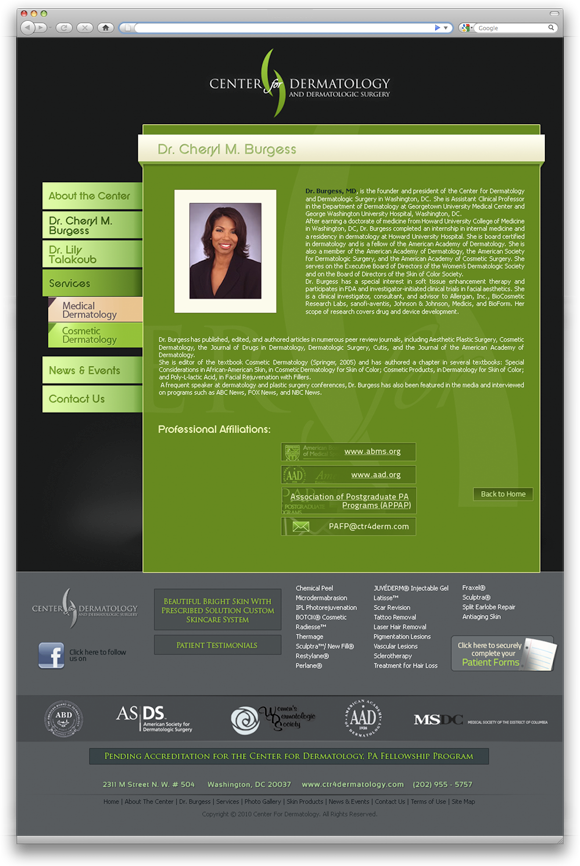 Google
CENTER for DERMATOLOGY
AND DERMATOLOGIC SURGERY
Dr. Cheryl M. Burgess
About the Center
Dr. Cheryl M.
Burgess
Dr. Lily
Talakoub
Services
Medical
Dermatology
Cosmetic
Dermatology
News & Events
Contact Us
Dr. Burgess, MD, is the founder and president of the Center for Dermatology
and Dermatologic Surgery in Washington, DC. She is Assistant Clinical Professor
in the Department of Dermatology at Georgetown University Medical Center and
George Washington University Hospital, Washington, DC.
After earning a doctorate of medicine from Howard University College of Medicine
in Washington, DC, Dr. Burgess completed an internship in internal medicine and
a residency in dermatology at Howard University Hospital. She is board certified
in dermatology and is a fellow of the American Academy of Dermatology. She is
also a member of the American Academy of Dermatology, the American Society
for Dermatologic Surgery, and the American Academy of Cosmetic Surgery. She
serves on the Executive Board of Directors of the Women's Dermatologic Society
and on the Board of Directors of the Skin of Color Society.
Dr. Burgess has a special interest in soft tissue enhancement therapy and
participates in FDA and investigator-initiated clinical trials in facial aesthetics. She
is a clinical investigator, consultant, and advisor to Allergan, Inc., BioCosmetic
Research Labs, sanofi-aventis, Johnson & Johnson, Medicis, and BioForm. Her
scope of research covers drug and device development.
Dr. Burgess has published, edited, and authored articles in numerous peer review journals, including Aesthetic Plastic Surgery, Cosmetic
Dermatology, the Journal of Drugs in Dermatology, Dermatologic Surgery, Cutis, and the Journal of the American Academy of
Dermatology.
She is editor of the textbook Cosmetic Dermatology (Springer, 2005) and has authored a chapter in several textbooks: Special
Considerations in African-American Skin, in Cosmetic Dermatology for Skin of Color; Cosmetic Products, in Dermatology for Skin of Color;
and Poly-L-lactic Acid, in Facial Rejuvenation with Fillers.
A frequent speaker at dermatology and plastic surgery conferences, Dr. Burgess has also been featured in the media and interviewed
on programs such as ABC News, FOX News, and NBC News.
Professional Affiliations:
www.abms.org
www.aad.org
Association of Postgraduate PA
Programs (APPAP)
PAFP@ctr4derm.com
Back to Home
CENTER for DERMATOLOGY
AND DERMATOLOGIC SURGERY
Click here to follow
us on
BEAUTIFUL BRIGHT SKIN WITH
PRESCRIBED SOLUTION CUSTOM
SKINCARE SYSTEM
PATIENT TESTIMONIALS
Chemical Peel
Microdermabrasion
IPL Photorejuvenation
BOTOX® Cosmetic
Radiesse™
Thermage
Sculptra™/ New Fill®
Restylane®
Perlane®
JUVÉDERM® Injectable Gel
Latisse™
Scar Revision
Tattoo Removal
Laser Hair Removal
Pigmentation Lesions
Vascular Lesions
Sclerotherapy
Treatment for Hair Loss
Fraxel®
Sculptra®
Split Earlobe Repair
Antiaging Skin
Click here to securely
complete your
Patient Forms
ABD
ASDS
American Society for
Dermatologic Surgery
Women's
Dermatologic
Society
AMERICAN ACADEMY
AAD
MSDC MEDICAL SOCIETY OF THE DISTRICT OF COLUMBIA
PENDING ACCREDITATION FOR THE CENTER FOR DERMATOLOGY, PA FELLOWSHIP PROGRAM
2311 M Street N. W. # 504 Washington, DC 20037 www.ctr4dermatology.com (202) 955 - 5757
Home | About The Center | Dr. Burgess | Services | Photo Gallery | Skin Products | News & Events | Contact Us | Terms of Use | Site Map
Copyright © 2010 Center For Dermatology. All Rights Reserved.